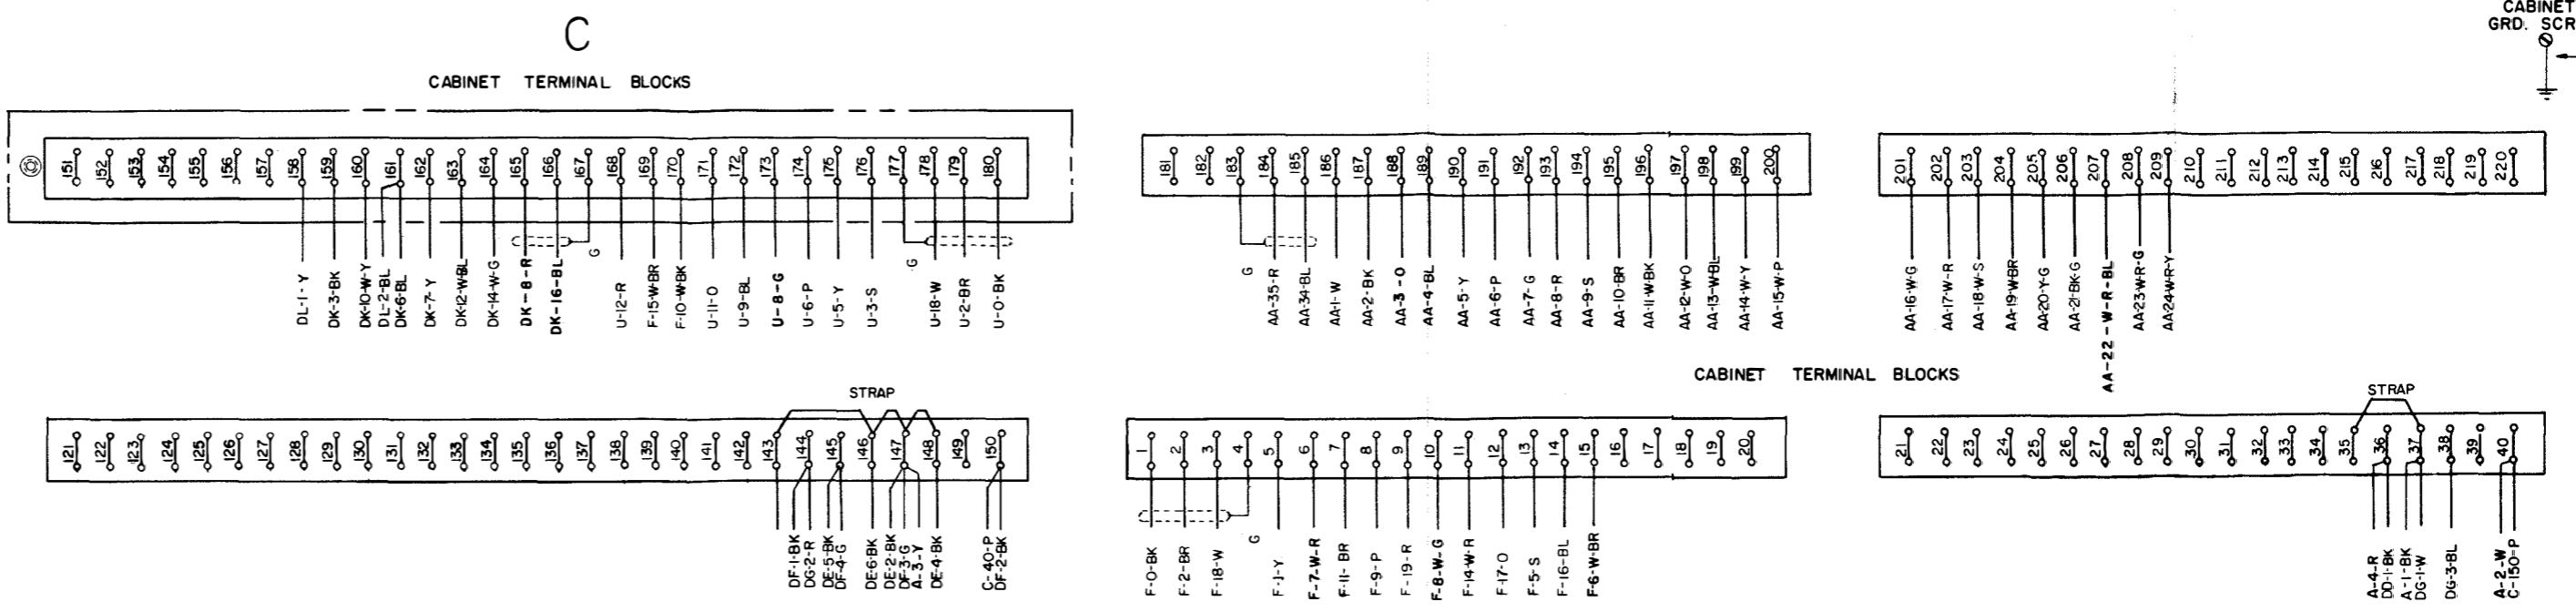 CABINET
GRD. SCR
C
CABINET TERMINAL BLOCKS
151 152 153 154 155 156 157 158 159 160 161 162 163 164 165 166 167 168 169 170 171 172 173 174 175 176 177 178 179 180
DL-1-Y DK-3-BK DK-10-W-Y DL-2-BL DK-6-BL DK-7-Y DK-12-W-BL DK-14-W-G DK-8-R DK-16-BL G U-12-R F-15-W-BR F-10-W-BK U-11-O U-9-BL U-8-G U-6-P U-5-Y U-3-S G U-18-W U-2-BR U-0-BK
181 182 183 184 185 186 187 188 189 190 191 192 193 194 195 196 197 198 199 200
G AA-35-R AA-34-BL AA-1-W AA-2-BK AA-3-O AA-4-BL AA-5-Y AA-6-P AA-7-G AA-8-R AA-9-S AA-10-BR AA-11-W-BK AA-12-W-O AA-13-W-BL AA-14-W-Y AA-15-W-P
201 202 203 204 205 206 207 208 209 210 211 212 213 214 215 216 217 218 219 220
AA-16-W-G AA-17-W-R AA-18-W-S AA-19-W-BR AA-20-Y-G AA-21-BK-G AA-22-W-R-BL AA-23-W-R-G AA-24-W-R-Y
CABINET TERMINAL BLOCKS
STRAP
121 122 123 124 125 126 127 128 129 130 131 132 133 134 135 136 137 138 139 140 141 142 143 144 145 146 147 148 149 150
DF-1-BK DG-2-R DE-5-BK DF-4-G DE-6-BK DE-2-BK DF-3-G A-3-Y DE-4-BK C-40-P DF-2-BK
1 2 3 4 5 6 7 8 9 10 11 12 13 14 15 16 17 18 19 20
F-0-BK F-2-BR F-18-W G F-1-Y F-7-W-R F-11-BR F-9-P F-19-R F-8-W-G F-14-W-R F-17-O F-5-S F-16-BL F-6-W-BR
STRAP
21 22 23 24 25 26 27 28 29 30 31 32 33 34 35 36 37 38 39 40
A-4-R DD-1-BK A-1-BK DG-1-W DG-3-BL A-2-W C-150-P